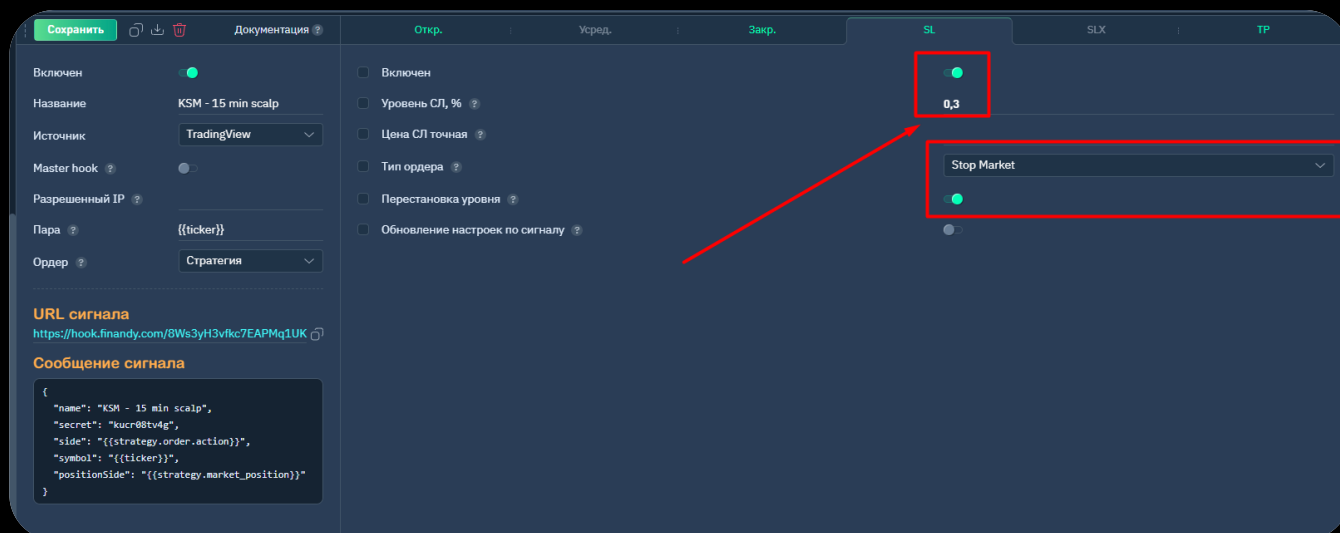 Сохранить
Документация ?
Откр.
Усред.
Закр.
SL
SLX
TP
Включен
Название
KSM - 15 min scalp
Источник
TradingView
Master hook ?
Разрешенный IP ?
Пара ?
{{ticker}}
Ордер ?
Стратегия
URL сигнала
https://hook.finandy.com/8Ws3yH3vfkc7EAPMq1UK
Сообщение сигнала
{
"name": "KSM - 15 min scalp",
"secret": "kucr08tv4g",
"side": "{{strategy.order.action}}",
"symbol": "{{ticker}}",
"positionSide": "{{strategy.market_position}}"
}
Включен
Уровень СЛ, % ?
0,3
Цена СЛ точная ?
Тип ордера ?
Stop Market
Перестановка уровня ?
Обновление настроек по сигналу ?